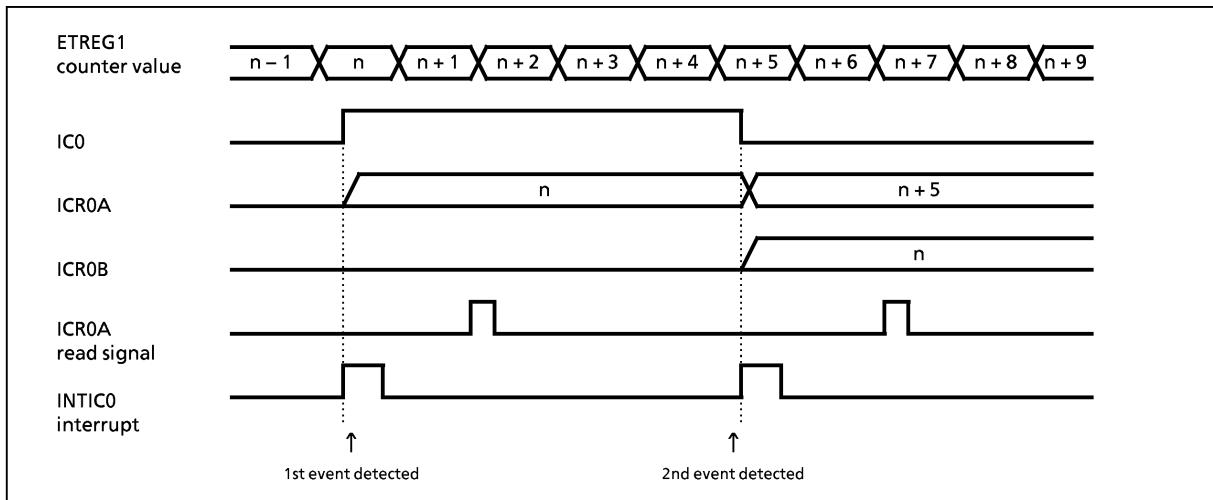 ETREG1
counter value
n – 1 n n + 1 n + 2 n + 3 n + 4 n + 5 n + 6 n + 7 n + 8 n + 9
IC0
ICR0A
n n + 5
ICR0B
n
ICR0A
read signal
INTIC0
interrupt
1st event detected 2nd event detected